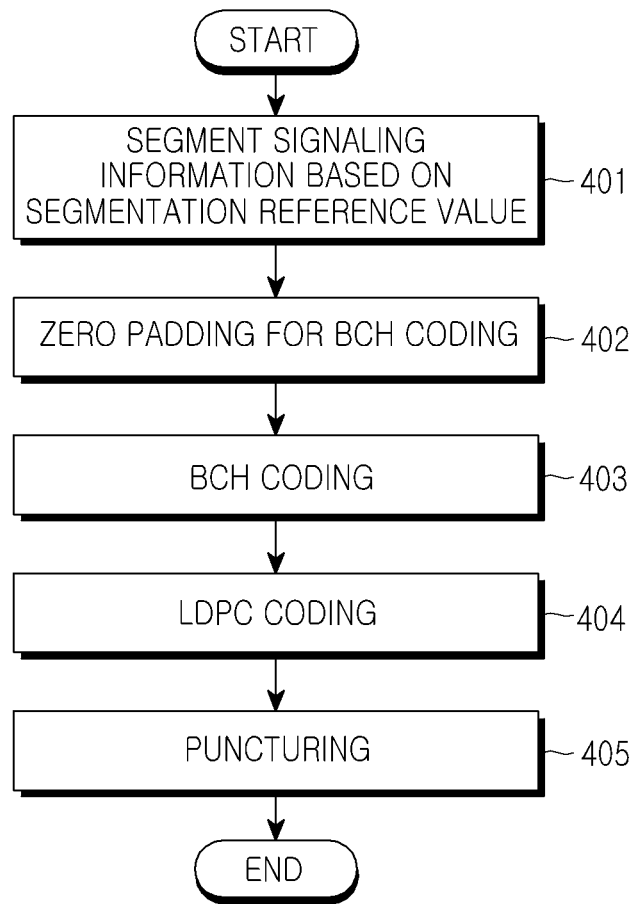 START
SEGMENT SIGNALING
INFORMATION BASED ON
SEGMENTATION REFERENCE VALUE
401
ZERO PADDING FOR BCH CODING
402
BCH CODING
403
LDPC CODING
404
PUNCTURING
405
END